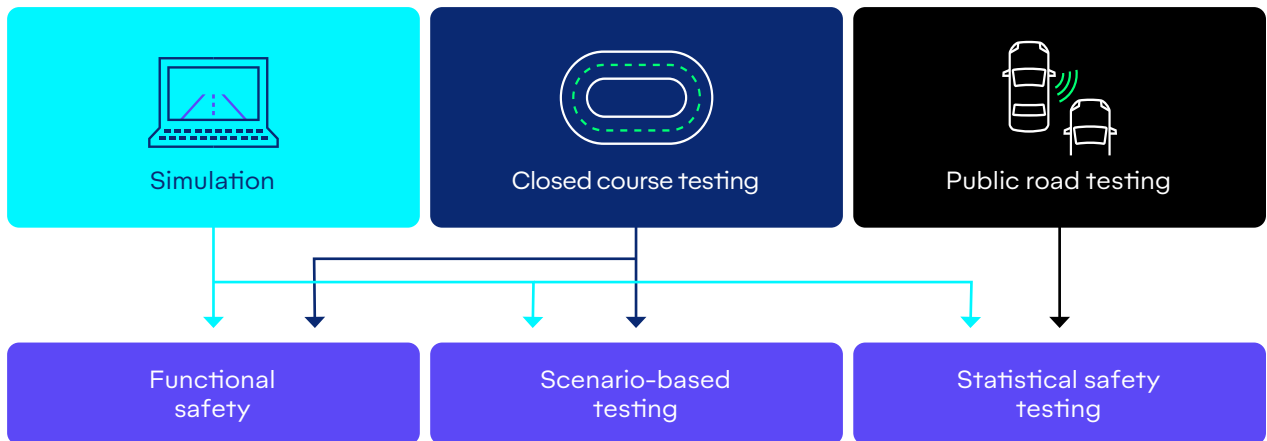 Simulation
Closed course testing
Public road testing
Functional
safety
Scenario-based
testing
Statistical safety
testing